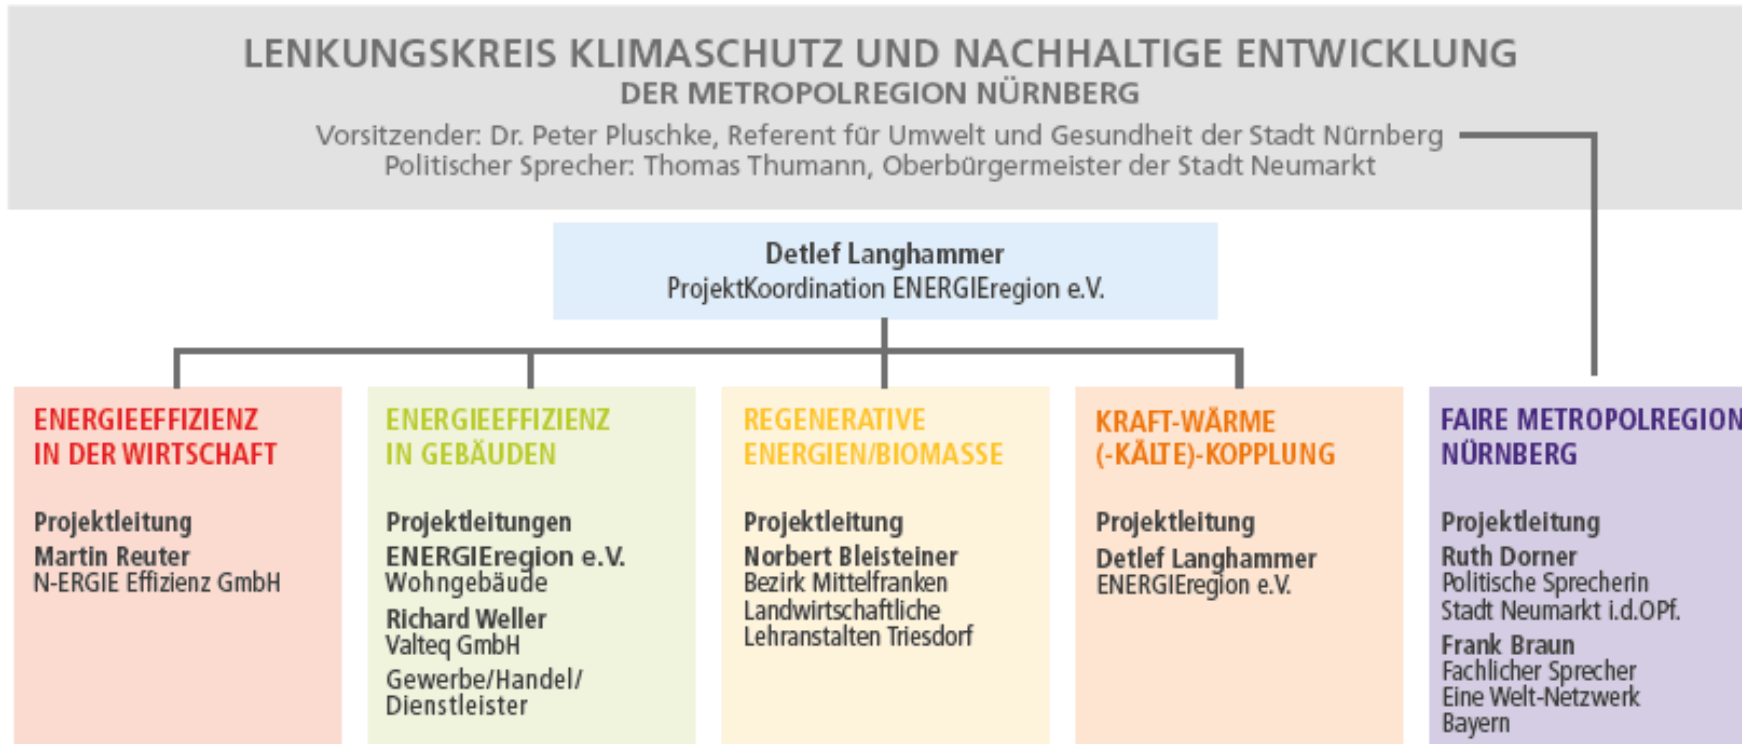 LENKUNGSKREIS KLIMASCHUTZ UND NACHHALTIGE ENTWICKLUNG
DER METROPOLREGION NÜRNBERG
Vorsitzender: Dr. Peter Pluschke, Referent für Umwelt und Gesundheit der Stadt Nürnberg
Politischer Sprecher: Thomas Thumann, Oberbürgermeister der Stadt Neumarkt
Detlef Langhammer
ProjektKoordination ENERGIEregion e.V.
ENERGIEEFFIZIENZ
IN DER WIRTSCHAFT
Projektleitung
Martin Reuter
N-ERGIE Effizienz GmbH
ENERGIEEFFIZIENZ
IN GEBÄUDEN
Projektleitungen
ENERGIEregion e.V.
Wohngebäude
Richard Weller
Valteq GmbH
Gewerbe/Handel/
Dienstleister
REGENERATIVE
ENERGIEN/BIOMASSE
Projektleitung
Norbert Bleisteiner
Bezirk Mittelfranken
Landwirtschaftliche
Lehranstalten Triesdorf
KRAFT-WÄRME
(-KÄLTE)-KOPPLUNG
Projektleitung
Detlef Langhammer
ENERGIEregion e.V.
FAIRE METROPOLREGION
NÜRNBERG
Projektleitung
Ruth Dorner
Politische Sprecherin
Stadt Neumarkt i.d.OPf.
Frank Braun
Fachlicher Sprecher
Eine Welt-Netzwerk
Bayern